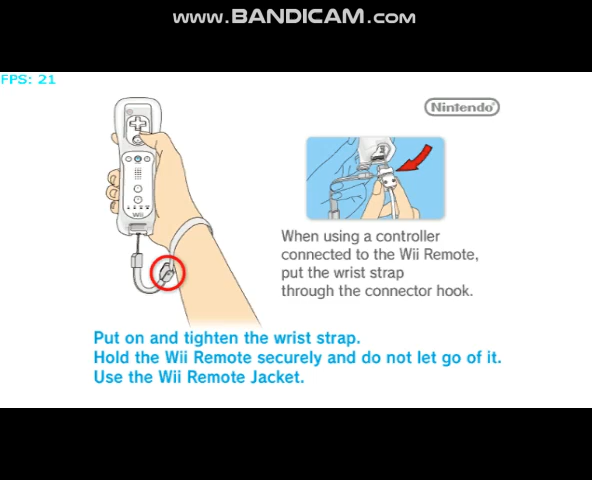 www.BANDICAM.com
FPS: 21
Nintendo
Wii
When using a controller
connected to the Wii Remote,
put the wrist strap
through the connector hook.
Put on and tighten the wrist strap.
Hold the Wii Remote securely and do not let go of it.
Use the Wii Remote Jacket.